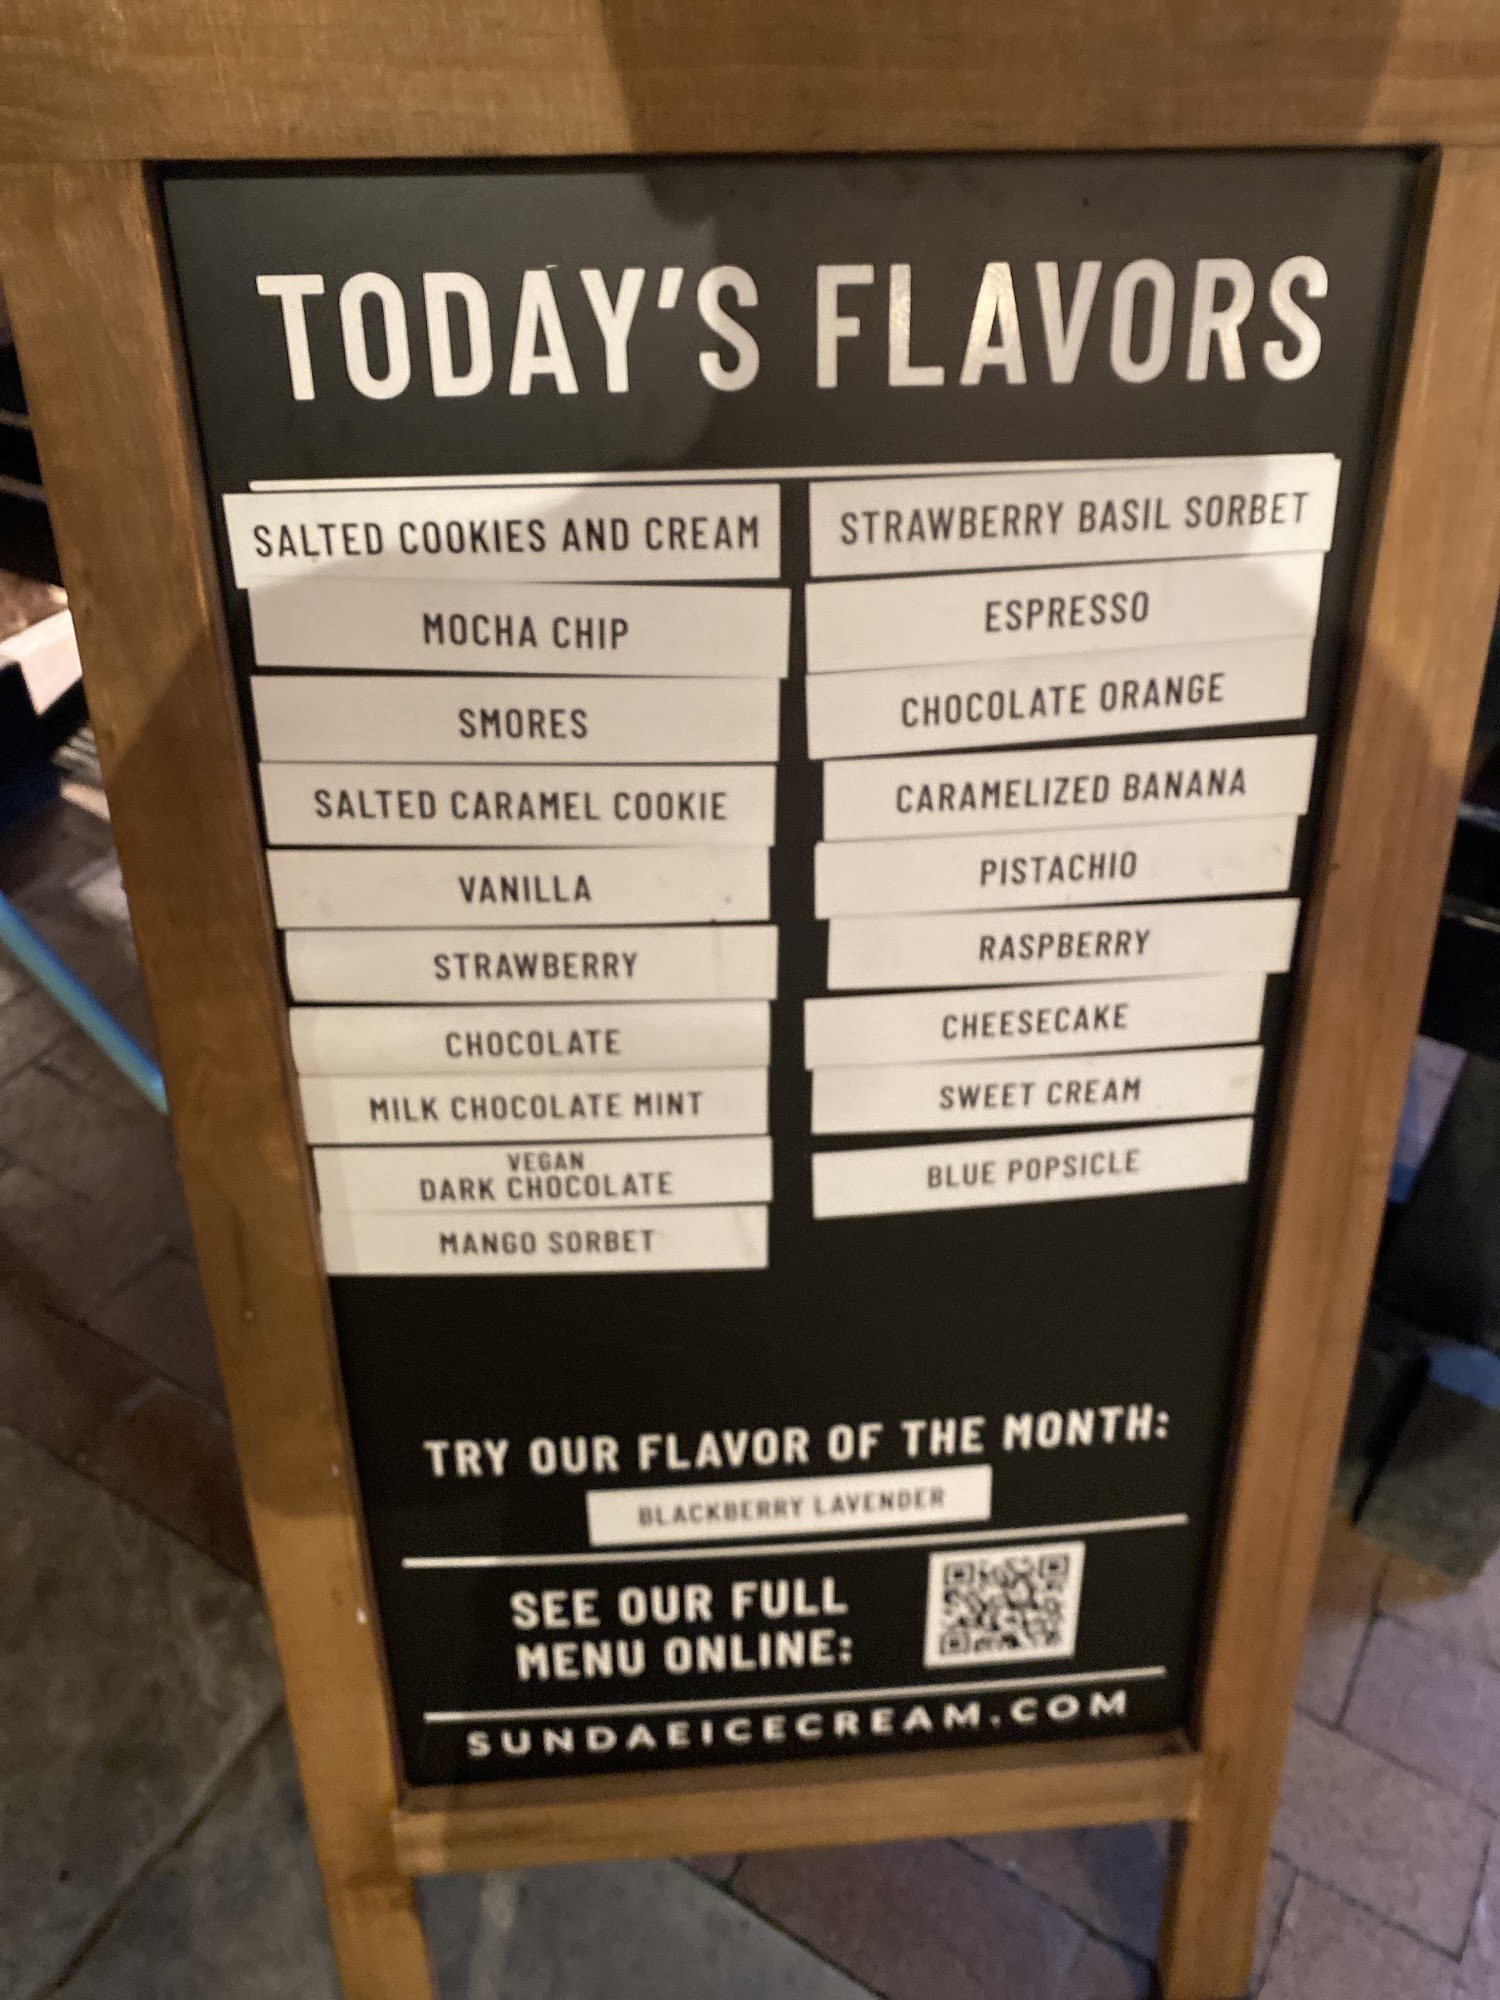 TODAY'S FLAVORS
SALTED COOKIES AND CREAM
MOCHA CHIP
SMORES
SALTED CARAMEL COOKIE
VANILLA
STRAWBERRY
CHOCOLATE
MILK CHOCOLATE MINT
VEGAN
DARK CHOCOLATE
MANGO SORBET
STRAWBERRY BASIL SORBET
ESPRESSO
CHOCOLATE ORANGE
CARAMELIZED BANANA
PISTACHIO
RASPBERRY
CHEESECAKE
SWEET CREAM
BLUE POPSICLE
TRY OUR FLAVOR OF THE MONTH:
BLACKBERRY LAVENDER
SEE OUR FULL
MENU ONLINE:
SUNDAEICECREAM.COM